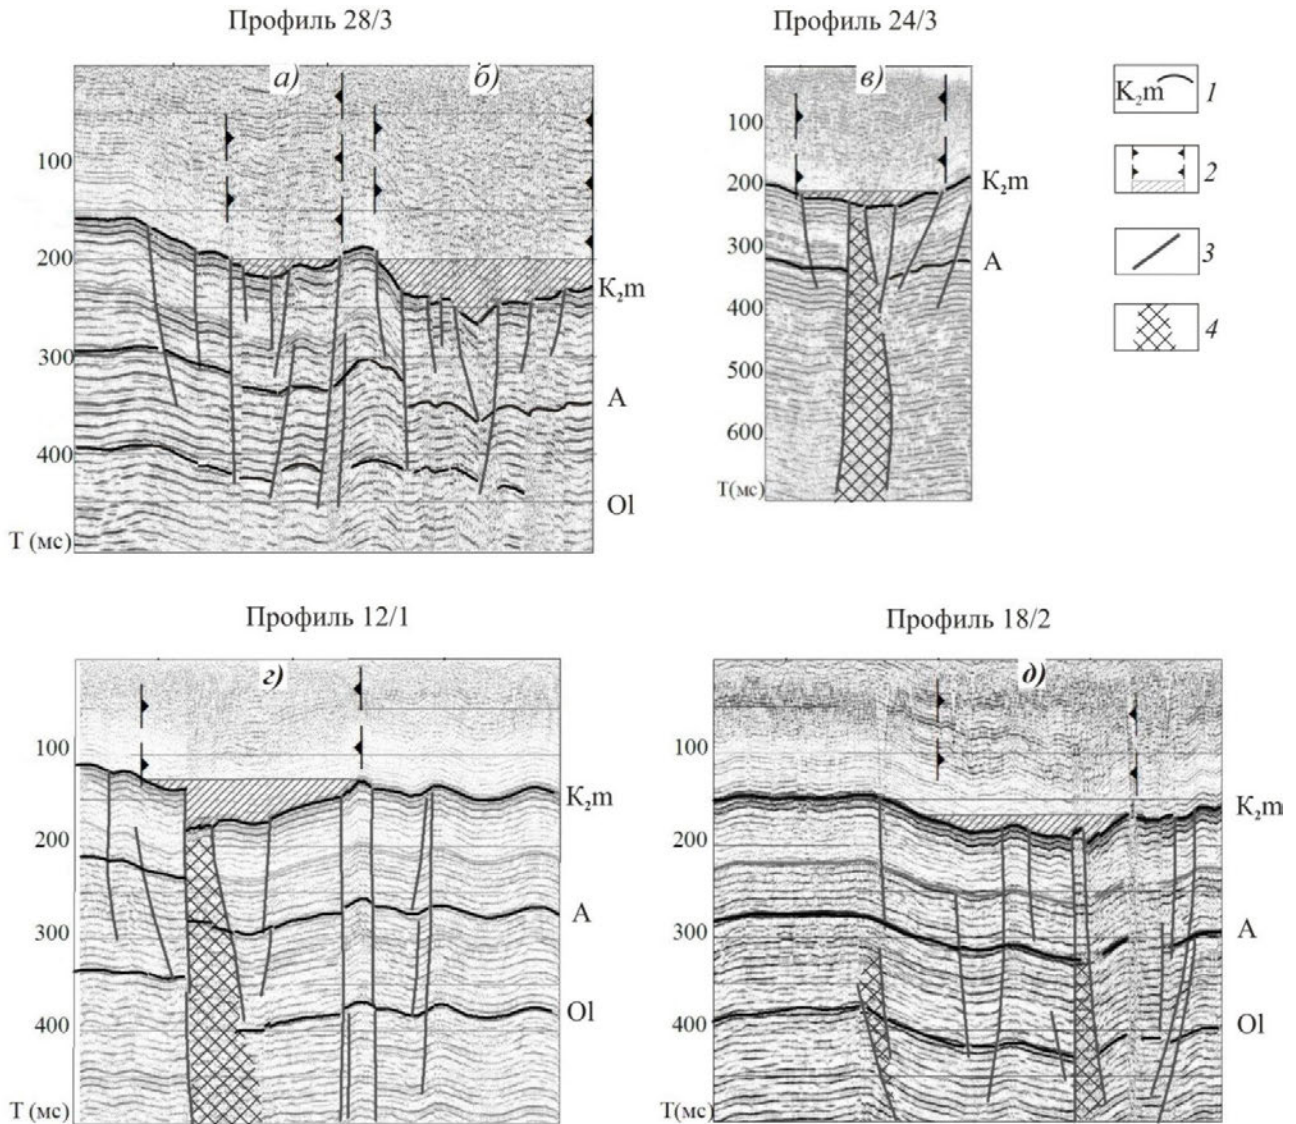 Профиль 28/3
а) б)
100
200
K₂m
300
A
400
Ol
T (мс)
Профиль 24/3
в)
100
200
K₂m
300
A
400
500
600
T(мс)
K₂m 1
2
3
4
Профиль 12/1
г)
100
K₂m
200
A
300
Ol
400
T (мс)
Профиль 18/2
д)
100
K₂m
200
A
300
Ol
400
T(мс)